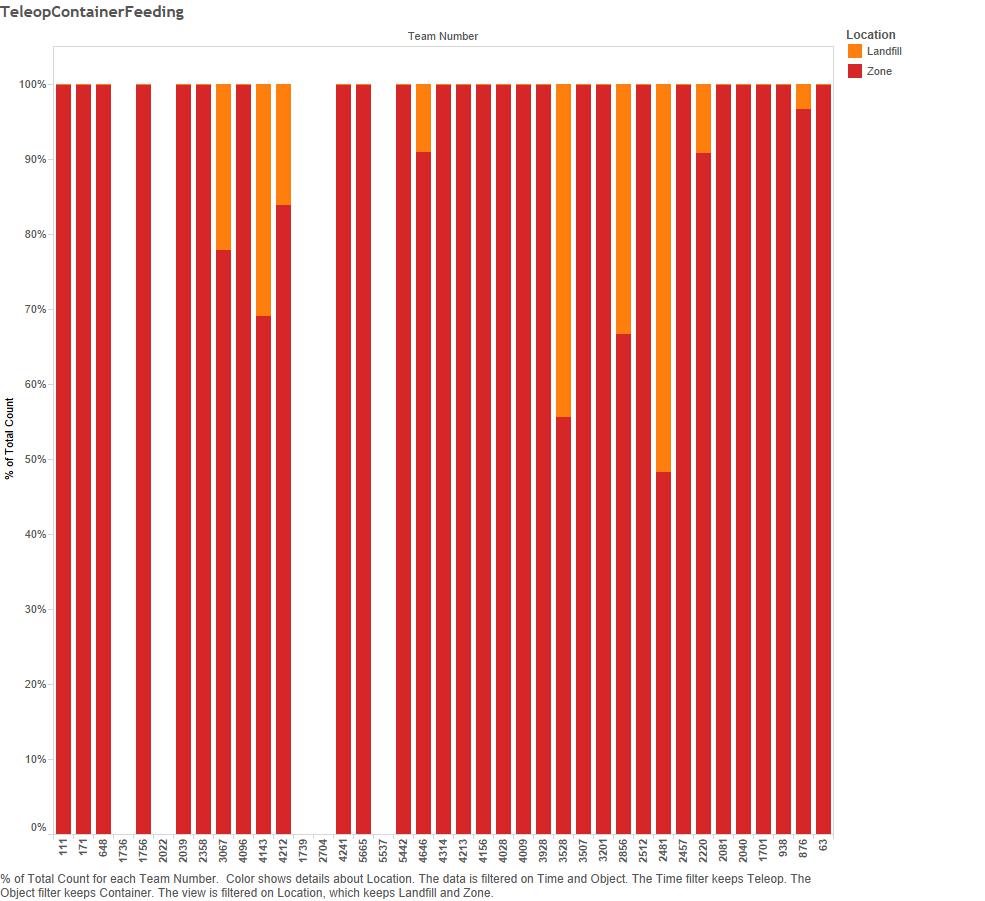 TeleopContainerFeeding
Team Number
Location
Landfill
Zone
100%
90%
80%
70%
60%
50%
40%
30%
20%
10%
0%
% of Total Count
111 171 648 1736 1756 2022 2039 2358 3067 4096 4143 4212 1739 2704 4241 5665 5537 5442 4646 4314 4213 4156 4028 4009 3928 3528 3507 3201 2856 2512 2481 2457 2220 2081 2040 1701 938 876 63
% of Total Count for each Team Number.  Color shows details about Location. The data is filtered on Time and Object. The Time filter keeps Teleop. The
Object filter keeps Container. The view is filtered on Location, which keeps Landfill and Zone.